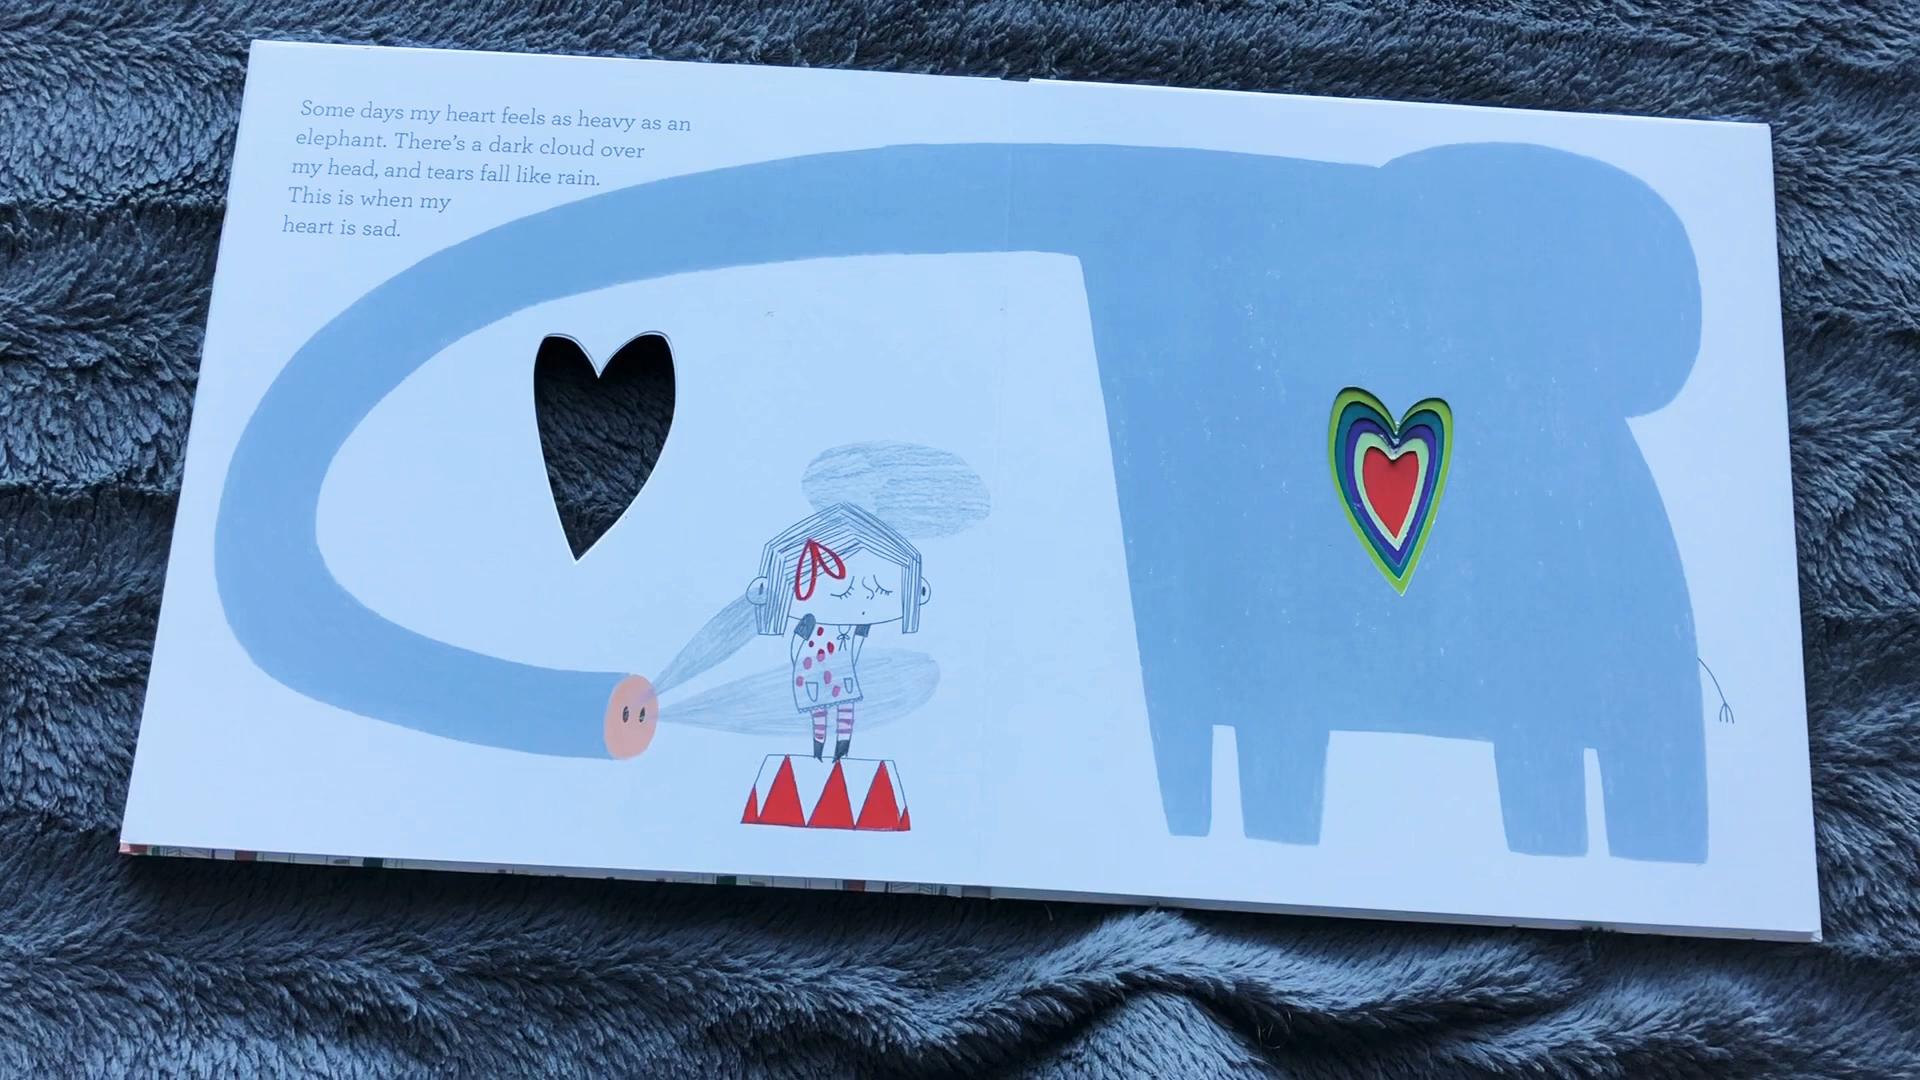 Some days my heart feels as heavy as an
elephant. There's a dark cloud over
my head, and tears fall like rain.
This is when my
heart is sad.